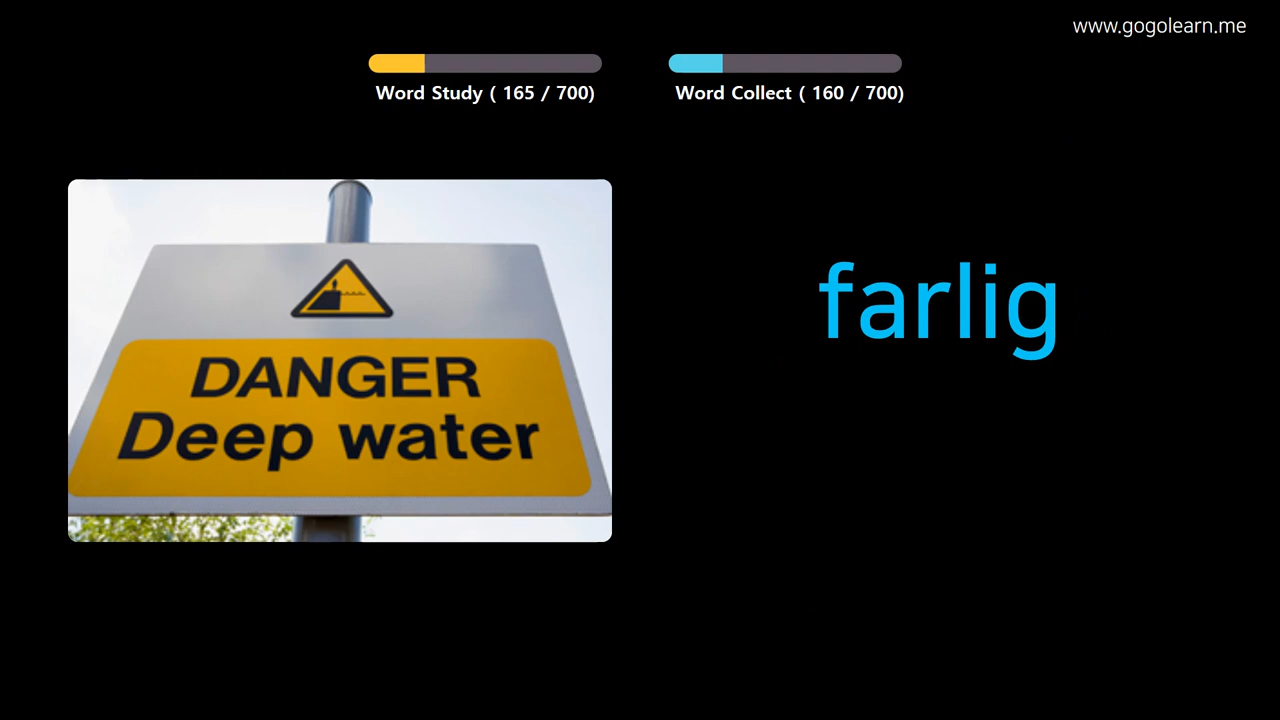 www.gogolearn.me
Word Study ( 165 / 700)
Word Collect ( 160 / 700)
DANGER
Deep water
farlig